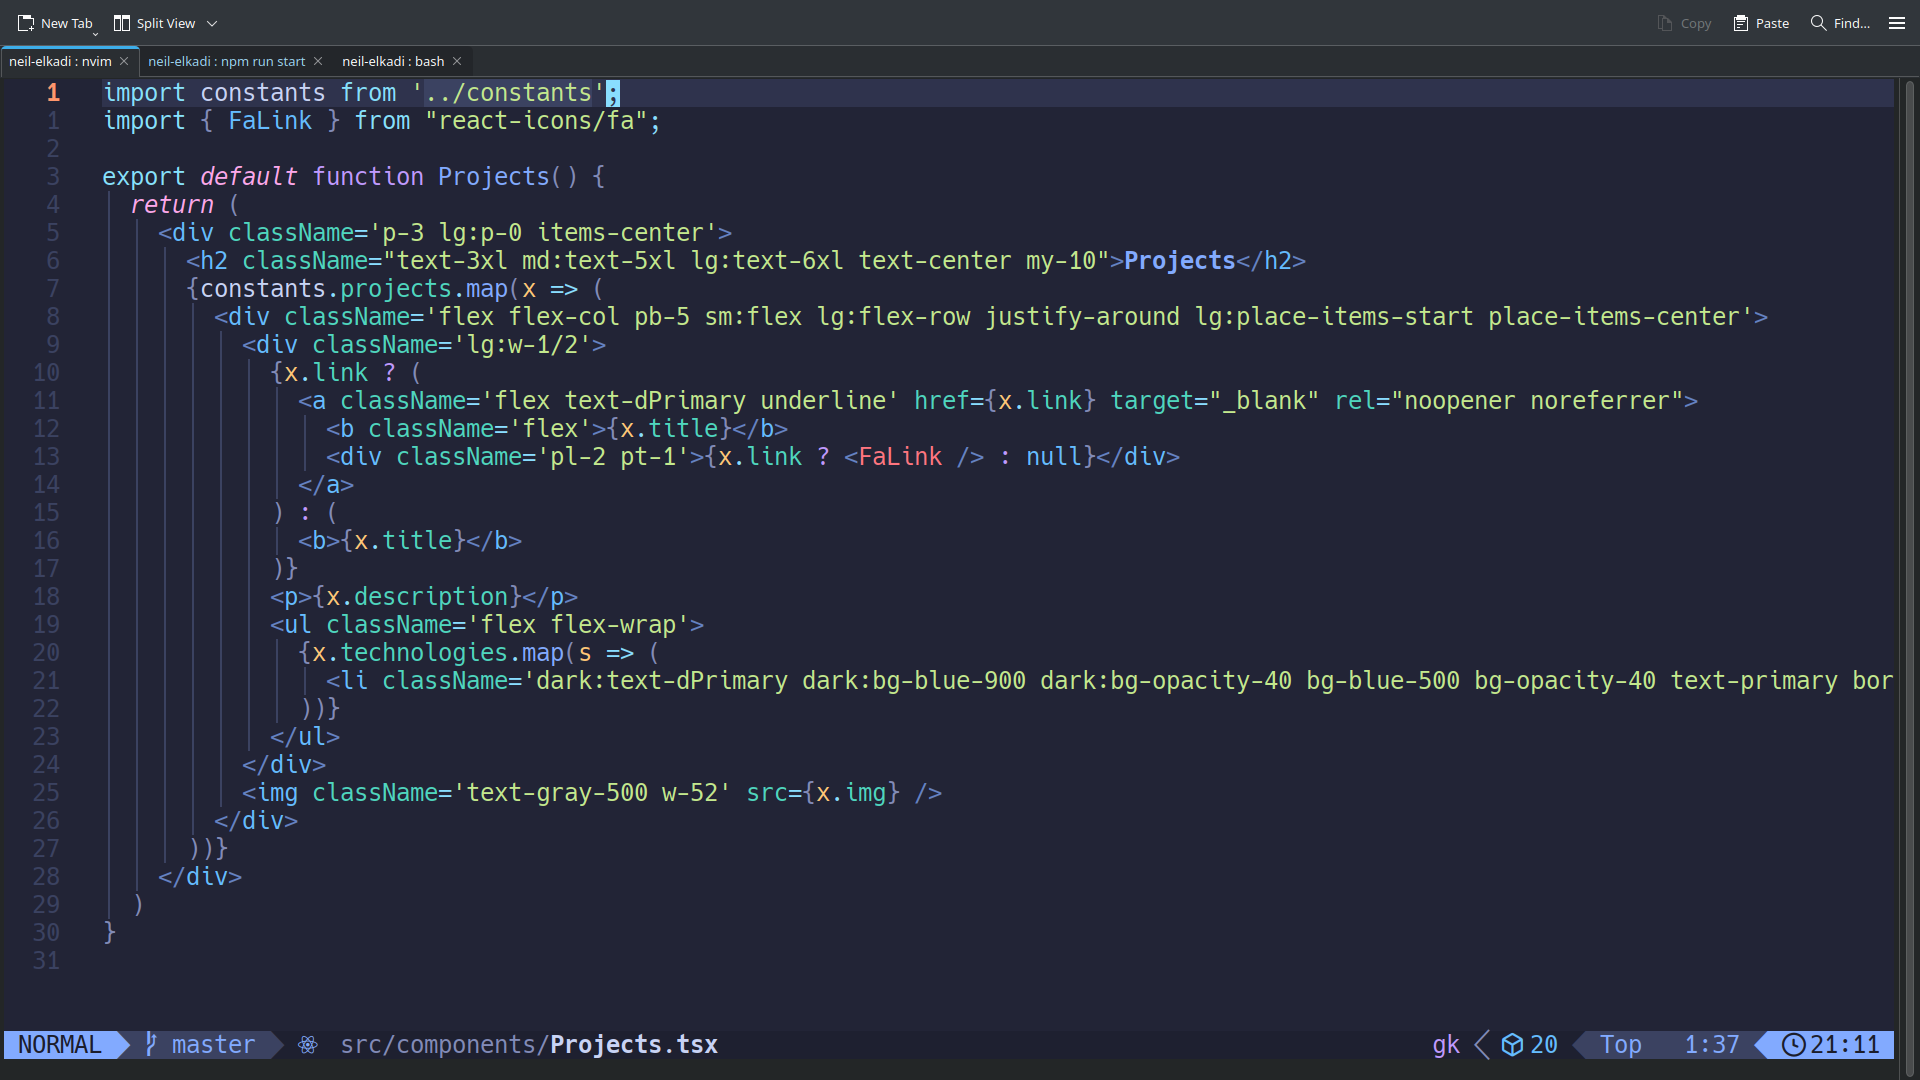 New Tab Split View Copy Paste Find...
neil-elkadi : nvim neil-elkadi : npm run start neil-elkadi : bash
1 import constants from '../constants';
1 import { FaLink } from "react-icons/fa";
2
3 export default function Projects() {
4 return (
5 <div className='p-3 lg:p-0 items-center'>
6 <h2 className="text-3xl md:text-5xl lg:text-6xl text-center my-10">Projects</h2>
7 {constants.projects.map(x => (
8 <div className='flex flex-col pb-5 sm:flex lg:flex-row justify-around lg:place-items-start place-items-center'>
9 <div className='lg:w-1/2'>
10 {x.link ? (
11 <a className='flex text-dPrimary underline' href={x.link} target="_blank" rel="noopener noreferrer">
12 <b className='flex'>{x.title}</b>
13 <div className='pl-2 pt-1'>{x.link ? <FaLink /> : null}</div>
14 </a>
15 ) : (
16 <b>{x.title}</b>
17 )}
18 <p>{x.description}</p>
19 <ul className='flex flex-wrap'>
20 {x.technologies.map(s => (
21 <li className='dark:text-dPrimary dark:bg-blue-900 dark:bg-opacity-40 bg-blue-500 bg-opacity-40 text-primary bor
22 ))}
23 </ul>
24 </div>
25 <img className='text-gray-500 w-52' src={x.img} />
26 </div>
27 ))}
28 </div>
29 )
30 }
31
NORMAL master src/components/Projects.tsx gk 20 Top 1:37 21:11